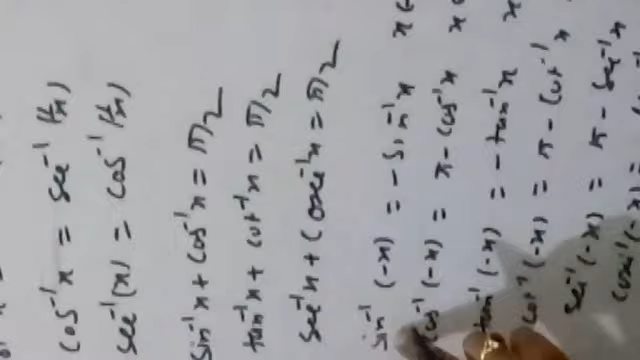 cos⁻¹x = sec⁻¹(1/x)
sec⁻¹(x) = cos⁻¹(1/x)
sin⁻¹x + cos⁻¹x = π/2
tan⁻¹x + cot⁻¹x = π/2
sec⁻¹x + cosec⁻¹x = π/2
sin⁻¹(-x) = -sin⁻¹x x
cos⁻¹(-x) = π - cos⁻¹x x
tan⁻¹(-x) = -tan⁻¹x x
cot⁻¹(-x) = π - cot⁻¹x
sec⁻¹(-x) = π - sec⁻¹x
cosec⁻¹(-x) =